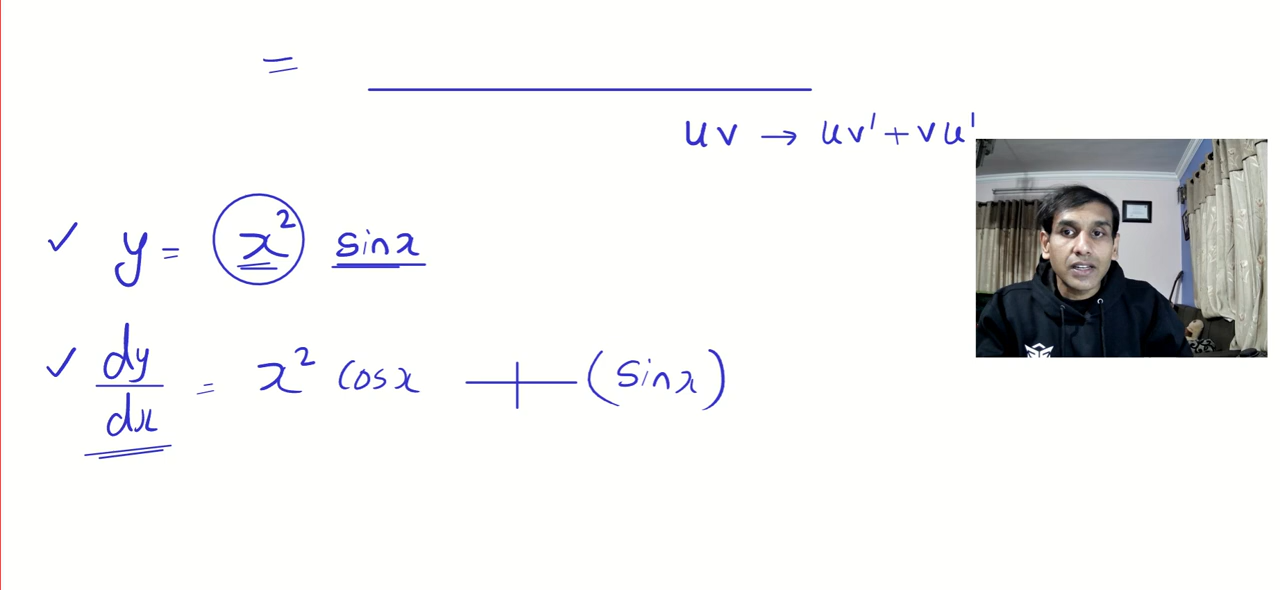 =
uv → uv' + vu'
✓ y = x² sinx
✓ dy/dx = x² cosx + (sinx)